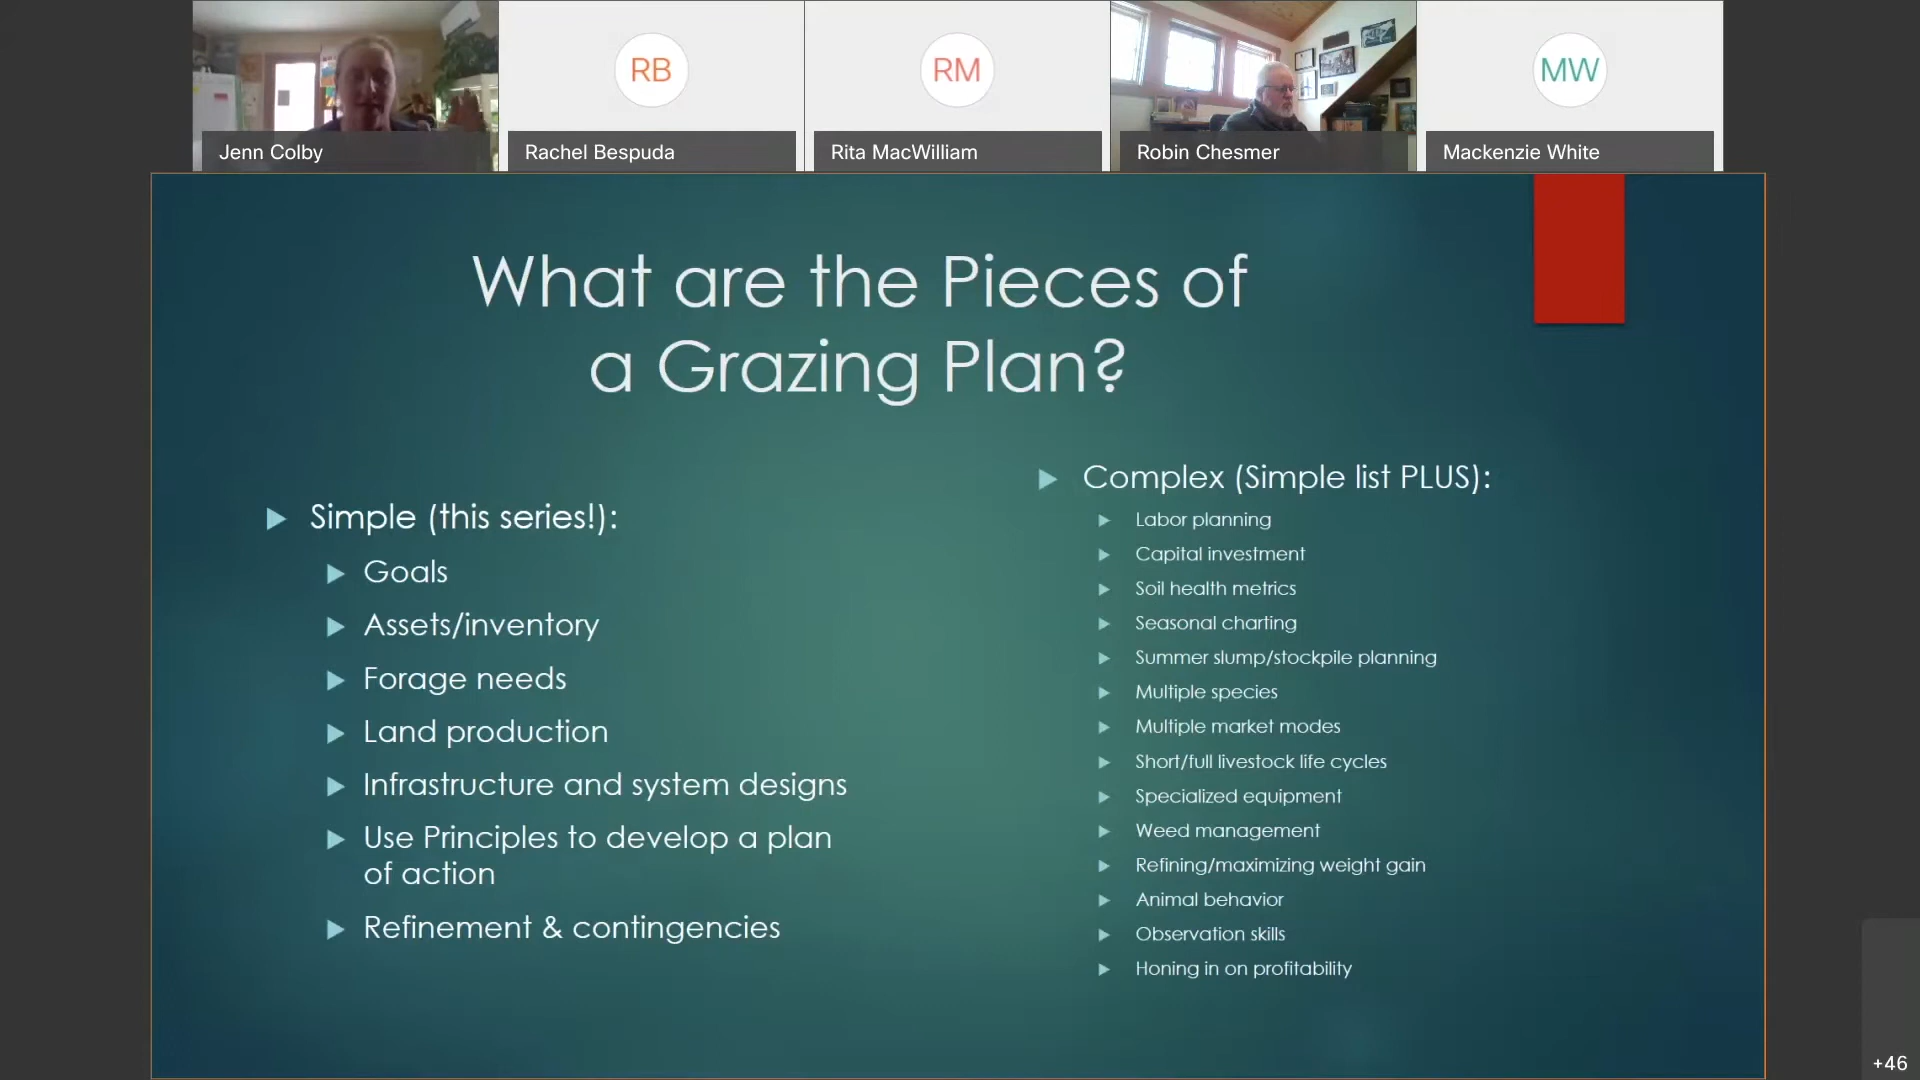 RB
RM
MW
Jenn Colby
Rachel Bespuda
Rita MacWilliam
Robin Chesmer
Mackenzie White
What are the Pieces of
a Grazing Plan?
Simple (this series!):
Goals
Assets/inventory
Forage needs
Land production
Infrastructure and system designs
Use Principles to develop a plan
of action
Refinement & contingencies
Complex (Simple list PLUS):
Labor planning
Capital investment
Soil health metrics
Seasonal charting
Summer slump/stockpile planning
Multiple species
Multiple market modes
Short/full livestock life cycles
Specialized equipment
Weed management
Refining/maximizing weight gain
Animal behavior
Observation skills
Honing in on profitability
+46